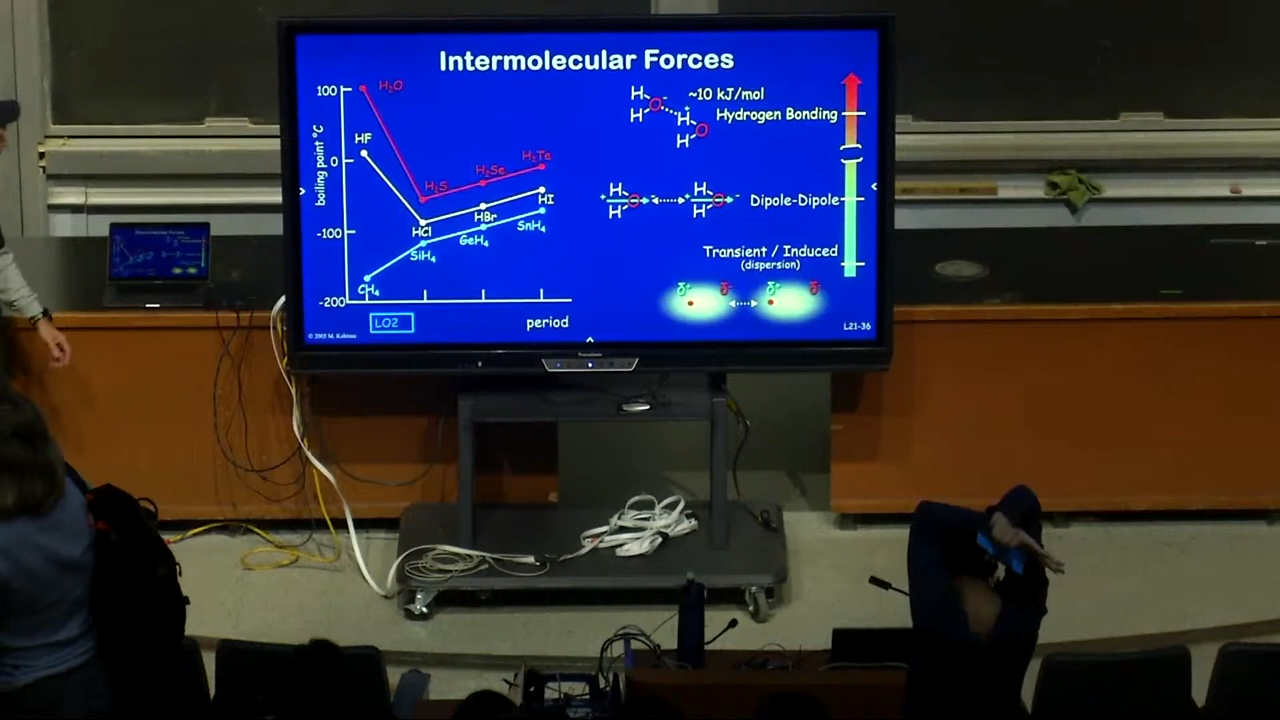 Intermolecular Forces
100
0
-100
-200
boiling point °C
H₂O
HF
H₂S
H₂Se
H₂Te
HCl
HBr
HI
CH₄
SiH₄
GeH₄
SnH₄
LO2
period
H
H
O
-
+
H
O
H
~10 kJ/mol
Hydrogen Bonding
+
H
H
O
-
+
H
H
O
-
Dipole-Dipole
Transient / Induced
(dispersion)
δ⁺ δ⁻ δ⁺ δ⁻
L21-36